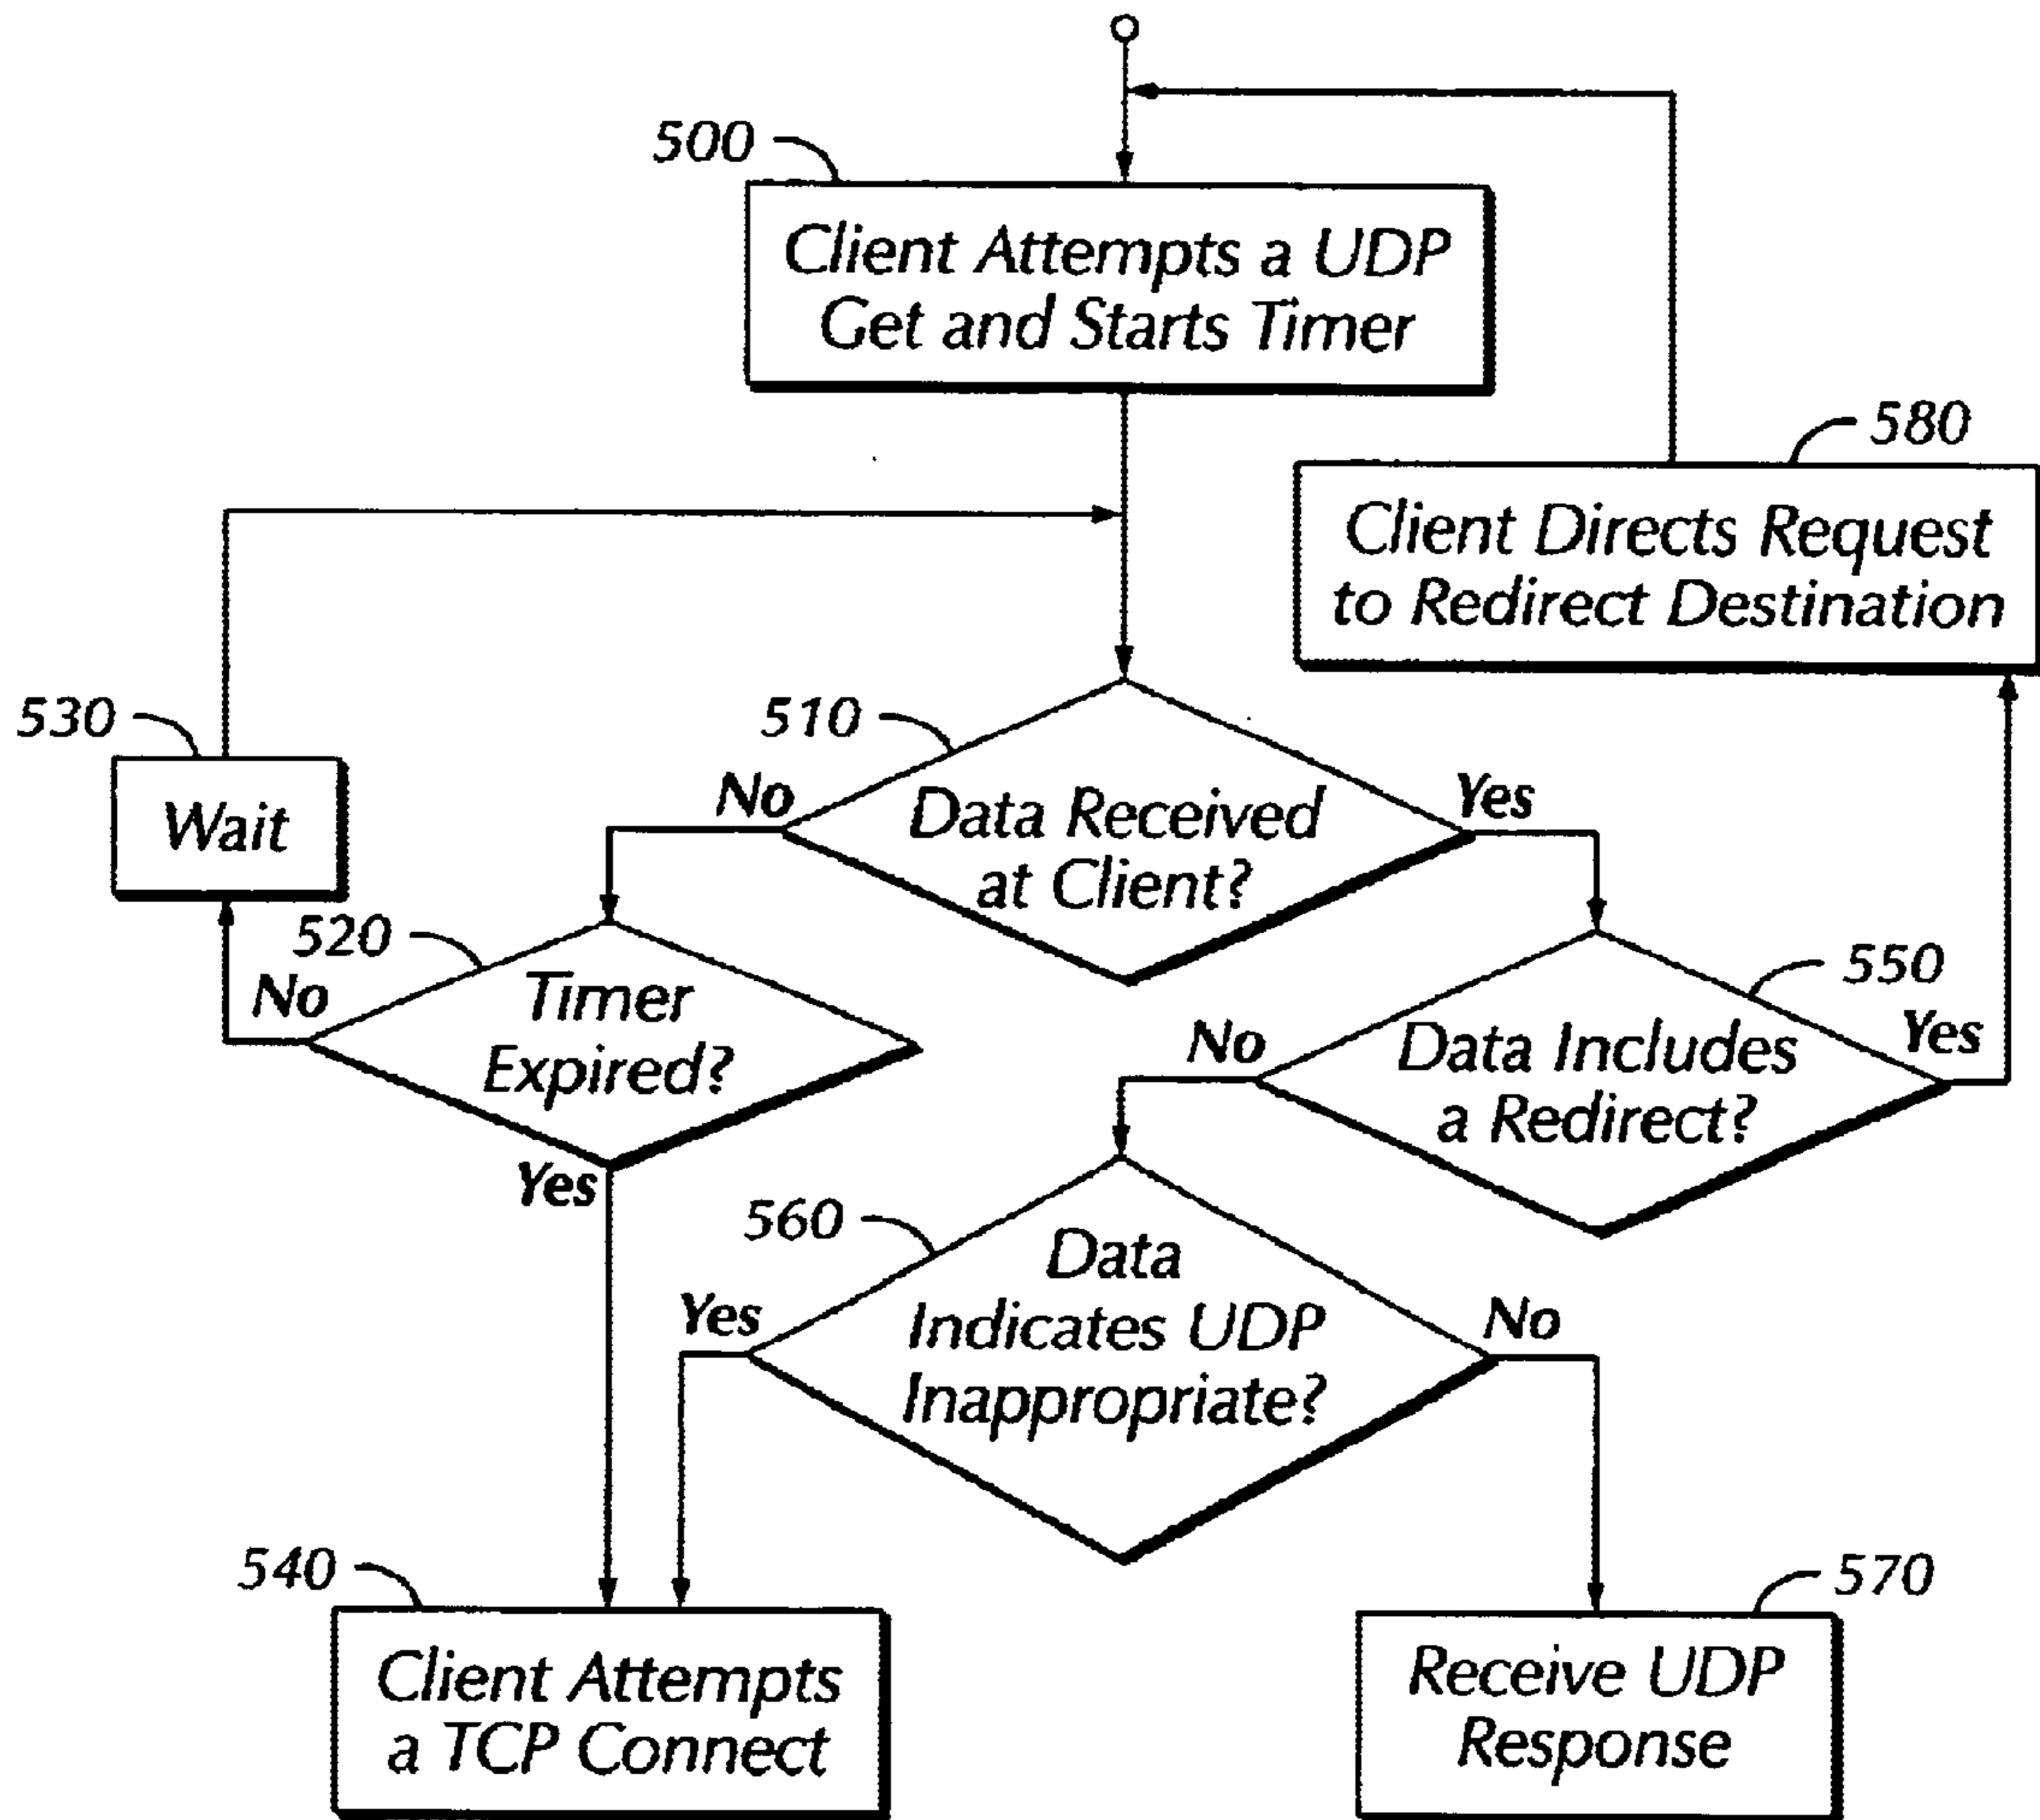 500
Client Attempts a UDP
Get and Starts Timer
580
Client Directs Request
to Redirect Destination
530
Wait
510
No
Yes
Data Received
at Client?
520
No
Timer
Expired?
Yes
550
No
Yes
Data Includes
a Redirect?
560
Yes
No
Data
Indicates UDP
Inappropriate?
540
Client Attempts
a TCP Connect
570
Receive UDP
Response